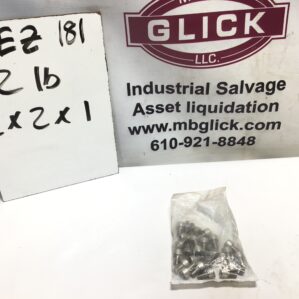 EZ 181
2 lb
x 2 x 1
M
GLICK
LLC.
Industrial Salvage
Asset liquidation
www.mbglick.com
610-921-8848